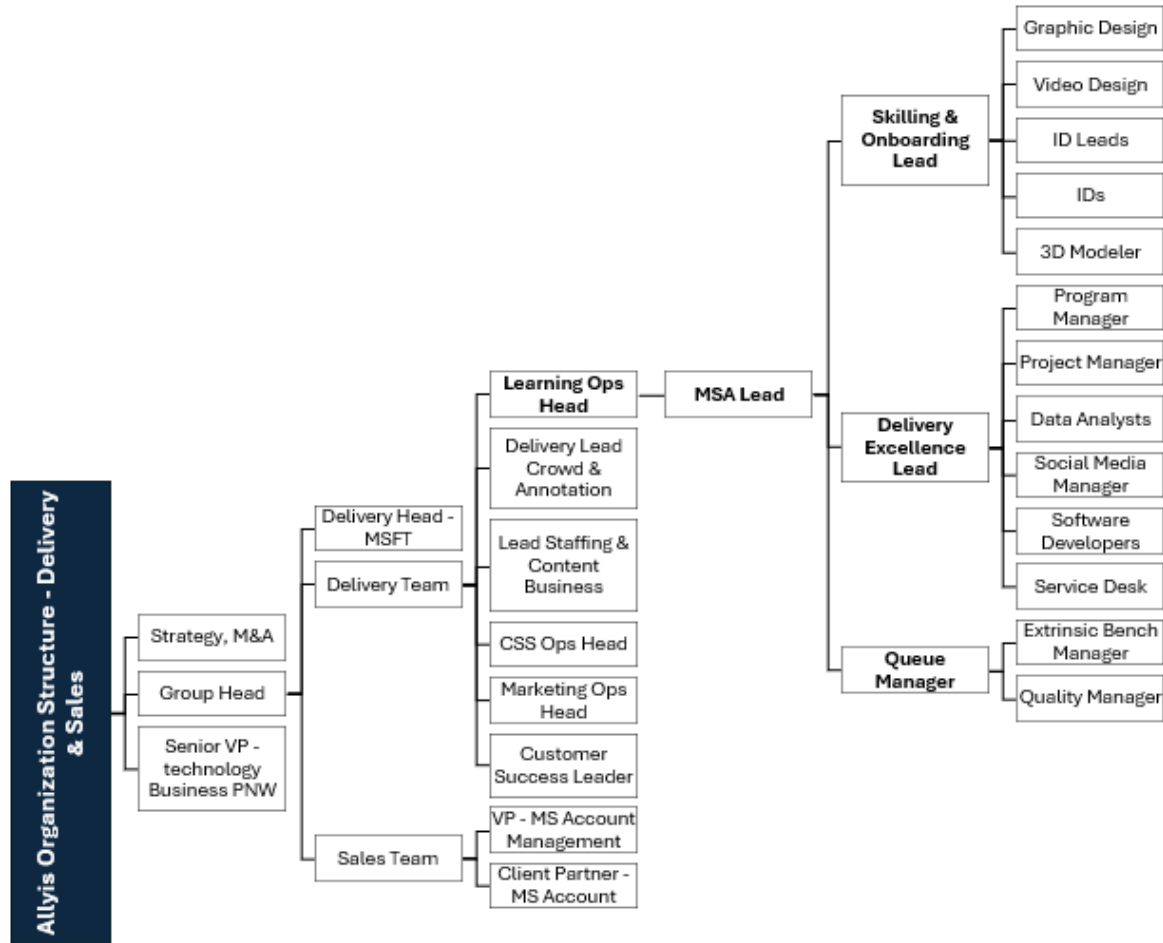 Allyis Organization Structure - Delivery
& Sales
Strategy, M&A
Group Head
Senior VP -
technology
Business PNW
Delivery Head -
MSFT
Delivery Team
Sales Team
Learning Ops
Head
Delivery Lead
Crowd &
Annotation
Lead Staffing &
Content
Business
CSS Ops Head
Marketing Ops
Head
Customer
Success Leader
VP - MS Account
Management
Client Partner -
MS Account
MSA Lead
Skilling &
Onboarding
Lead
Delivery
Excellence
Lead
Queue
Manager
Graphic Design
Video Design
ID Leads
IDs
3D Modeler
Program
Manager
Project Manager
Data Analysts
Social Media
Manager
Software
Developers
Service Desk
Extrinsic Bench
Manager
Quality Manager